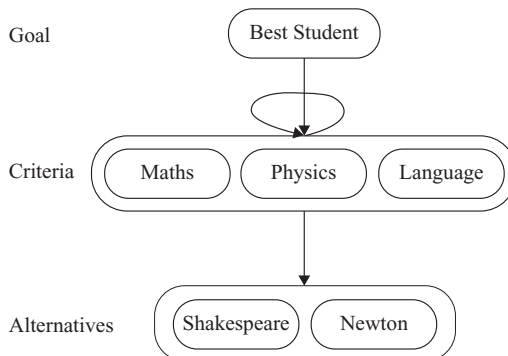 Goal
Best Student
Criteria
Maths
Physics
Language
Alternatives
Shakespeare
Newton